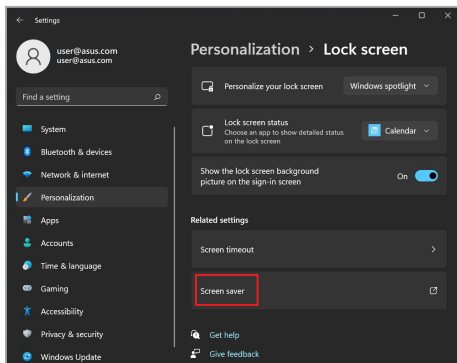 Settings
user@asus.com
user@asus.com
Find a setting
System
Bluetooth & devices
Network & internet
Personalization
Apps
Accounts
Time & language
Gaming
Accessibility
Privacy & security
Windows Update
Personalization > Lock screen
Personalize your lock screen
Windows spotlight
Lock screen status
Choose an app to show detailed status
on the lock screen
Calendar
Show the lock screen background
picture on the sign-in screen
On
Related settings
Screen timeout
Screen saver
Get help
Give feedback